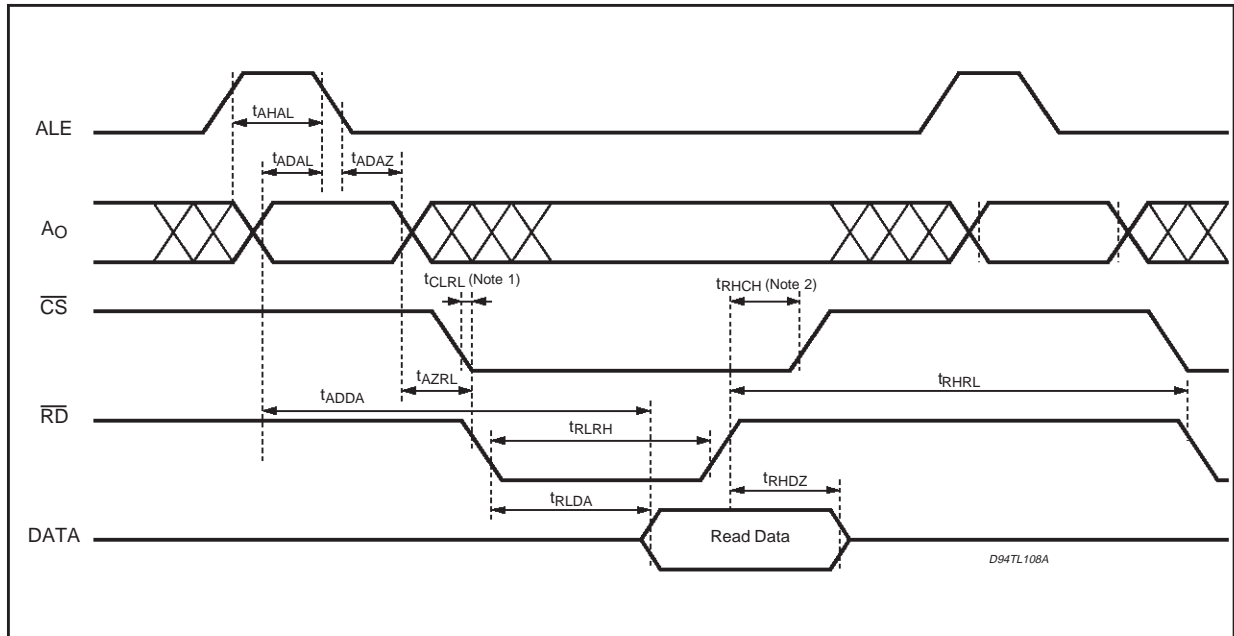 ALE
tAHAL
tADAL
tADAZ
AO
tCLRL (Note 1)
tRHCH (Note 2)
CS
tAZRL
tRHRL
tADDA
RD
tRLRH
tRHDZ
tRLDA
DATA
Read Data
D94TL108A